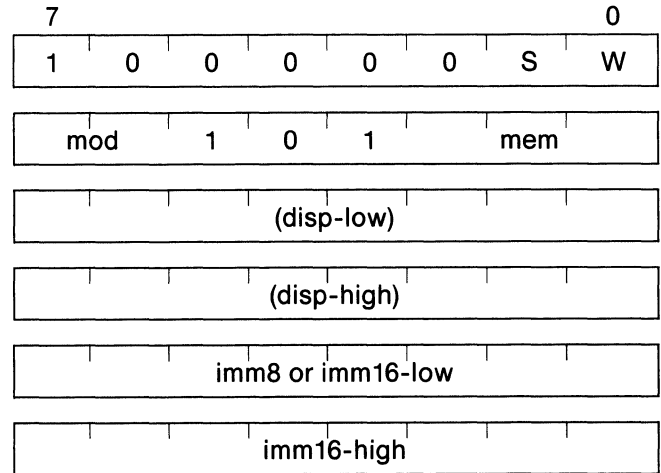 7 0
1 0 0 0 0 0 S W
mod 1 0 1 mem
(disp-low)
(disp-high)
imm8 or imm16-low
imm16-high